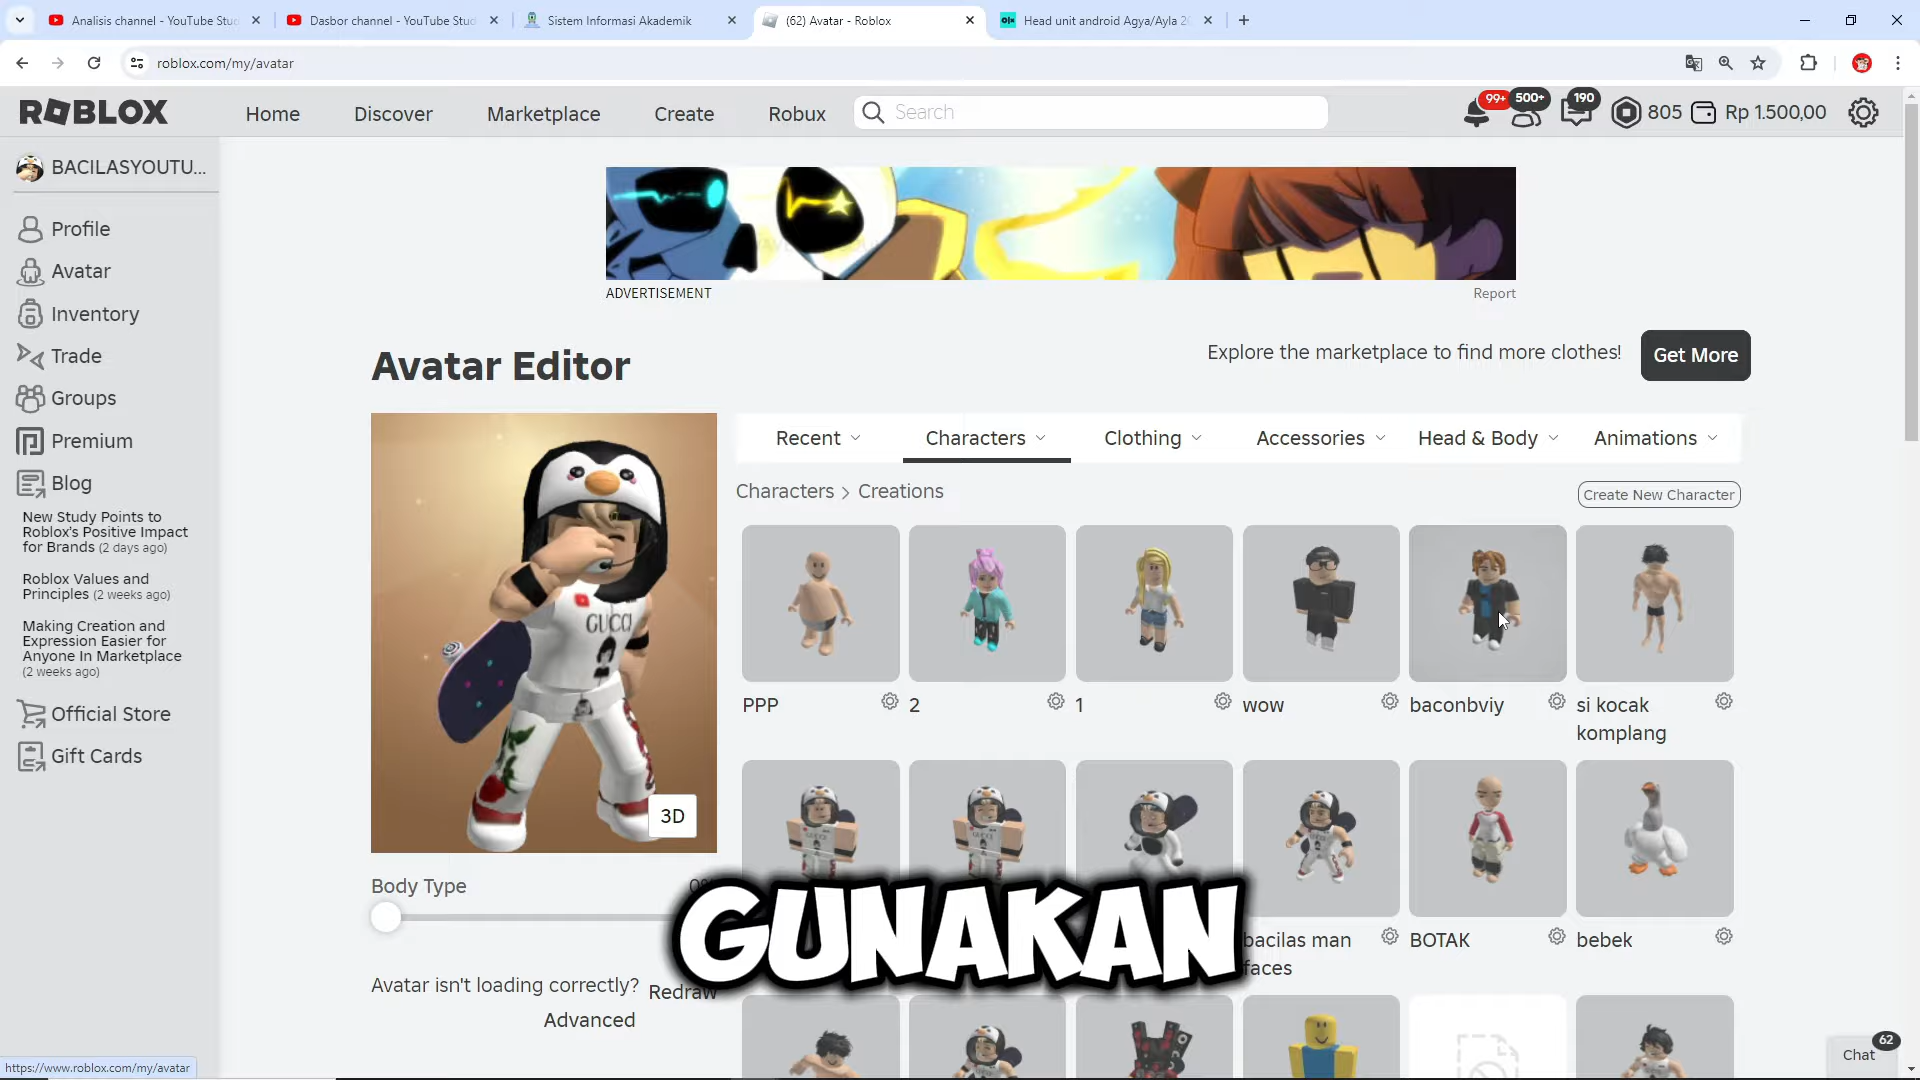 Analisis channel - YouTube Stu
Dasbor channel - YouTube Stud
Sistem Informasi Akademik
(62) Avatar - Roblox
Head unit android Agya/Ayla 20
roblox.com/my/avatar
ROBLOX
Home
Discover
Marketplace
Create
Robux
Search
99+
500+
190
805
Rp 1.500,00
BACILASYOUTU...
Profile
Avatar
Inventory
Trade
Groups
Premium
Blog
New Study Points to
Roblox's Positive Impact
for Brands (2 days ago)
Roblox Values and
Principles (2 weeks ago)
Making Creation and
Expression Easier for
Anyone In Marketplace
(2 weeks ago)
Official Store
Gift Cards
ADVERTISEMENT
Report
Avatar Editor
Explore the marketplace to find more clothes!
Get More
GUCCI
3D
Body Type
Avatar isn't loading correctly?
Redraw
Advanced
Recent
Characters
Clothing
Accessories
Head & Body
Animations
Characters > Creations
Create New Character
PPP
2
1
wow
baconbviy
si kocak
komplang
bacilas man
faces
BOTAK
bebek
GUNAKAN
Chat
62
https://www.roblox.com/my/avatar